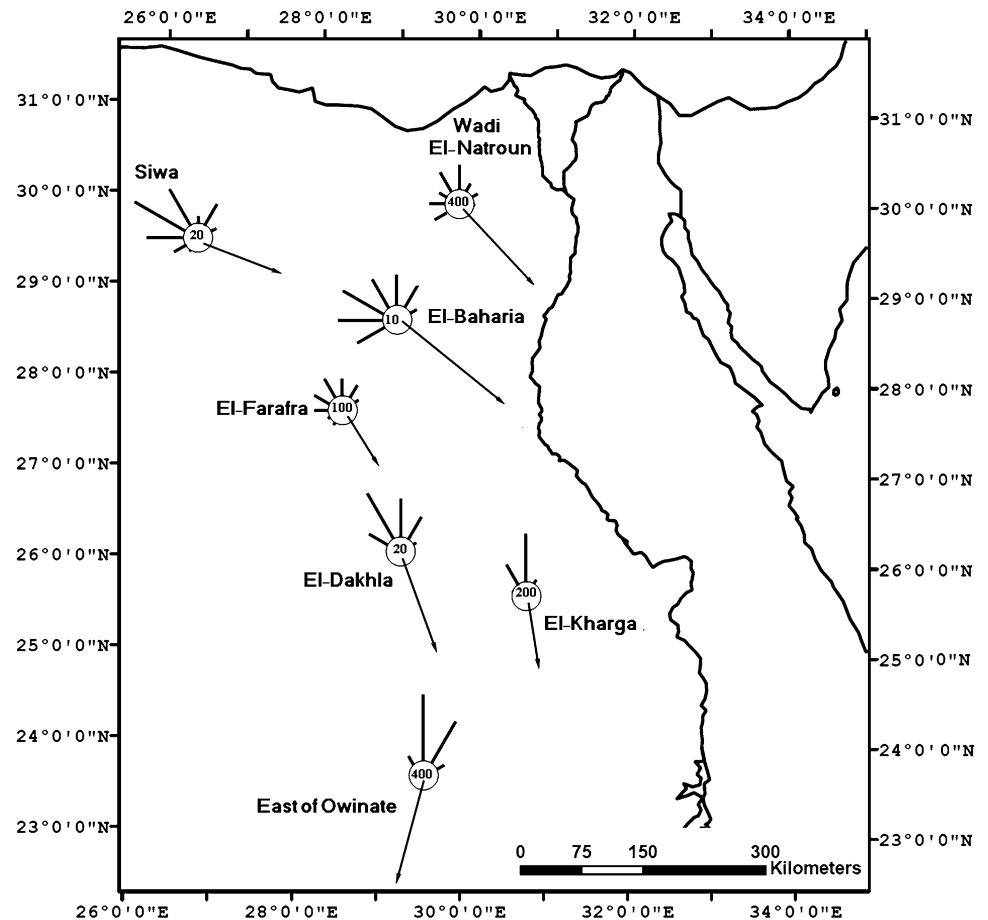 26°0'0"E 28°0'0"E 30°0'0"E 32°0'0"E 34°0'0"E
31°0'0"N
31°0'0"N
Wadi
El-Natroun
Siwa
30°0'0"N
400
30°0'0"N
20
29°0'0"N
29°0'0"N
10
El-Baharia
28°0'0"N
28°0'0"N
El-Farafra
100
27°0'0"N
27°0'0"N
26°0'0"N
20
26°0'0"N
El-Dakhla
200
El-Kharga
25°0'0"N
25°0'0"N
24°0'0"N
24°0'0"N
400
East of Owinate
23°0'0"N
23°0'0"N
0 75 150 300
Kilometers
26°0'0"E 28°0'0"E 30°0'0"E 32°0'0"E 34°0'0"E